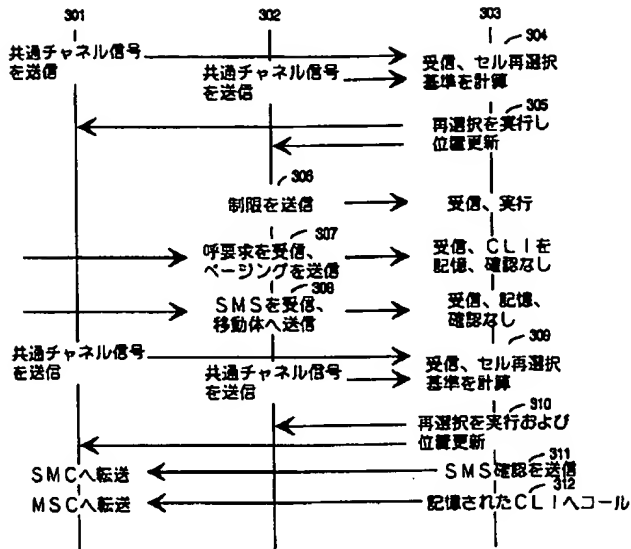 301
302
303
共通チャネル信号
を送信
共通チャネル信号
を送信
304
受信、セル再選択
基準を計算
305
再選択を実行し
位置更新
306
制限を送信
受信、実行
307
呼要求を受信、
ページングを送信
受信、CLIを
記憶、確認なし
308
SMSを受信、
移動体へ送信
受信、記憶、
確認なし
共通チャネル信号
を送信
共通チャネル信号
を送信
309
受信、セル再選択
基準を計算
310
再選択を実行および
位置更新
311
SMCへ転送
SMS確認を送信
312
MSCへ転送
記憶されたCLIへコール